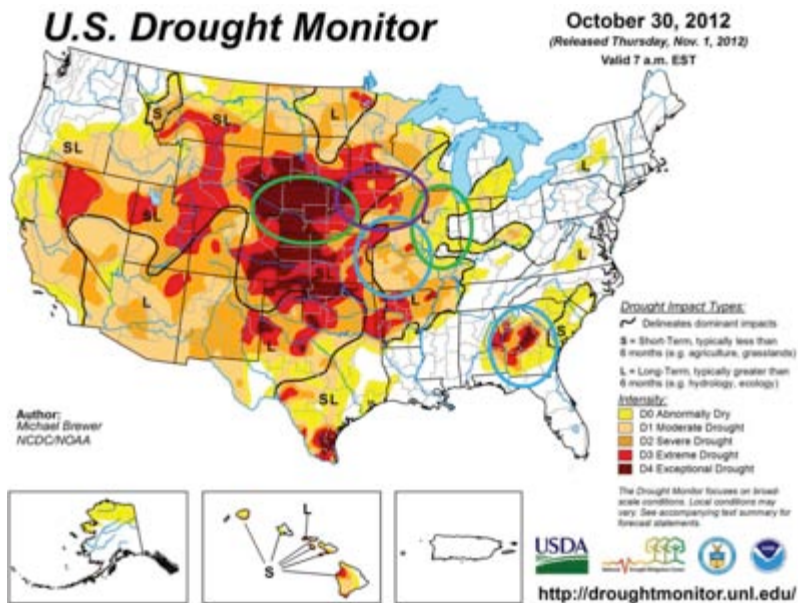 U.S. Drought Monitor
October 30, 2012
(Released Thursday, Nov. 1, 2012)
Valid 7 a.m. EST
S
SL
L
SL
L
L
SL
L
L
L
L
L
L
S
SL
Drought Impact Types:
Delineates dominant impacts
S = Short-Term, typically less than
6 months (e.g. agriculture, grasslands)
L = Long-Term, typically greater than
6 months (e.g. hydrology, ecology)
Intensity:
D0 Abnormally Dry
D1 Moderate Drought
D2 Severe Drought
D3 Extreme Drought
D4 Exceptional Drought
Author:
Michael Brewer
NCDC/NOAA
The Drought Monitor focuses on broad-
scale conditions. Local conditions may
vary. See accompanying text summary for
forecast statements.
L
S
USDA
http://droughtmonitor.unl.edu/